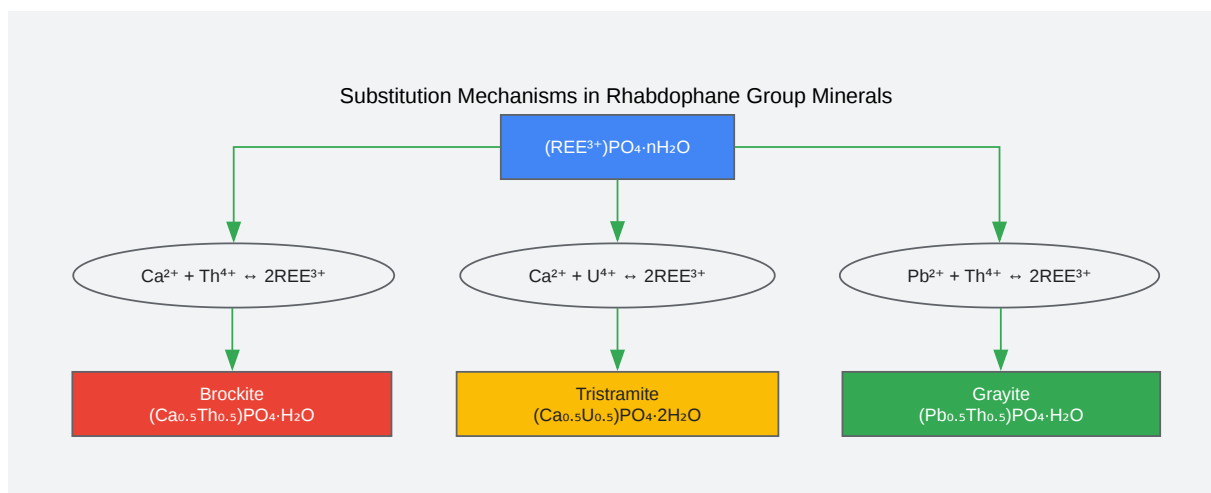 Substitution Mechanisms in Rhabdophane Group Minerals
(REE³⁺)PO₄·nH₂O
Ca²⁺ + Th⁴⁺ ↔ 2REE³⁺
Ca²⁺ + U⁴⁺ ↔ 2REE³⁺
Pb²⁺ + Th⁴⁺ ↔ 2REE³⁺
Brockite
(Ca₀.₅Th₀.₅)PO₄·H₂O
Tristramite
(Ca₀.₅U₀.₅)PO₄·2H₂O
Grayite
(Pb₀.₅Th₀.₅)PO₄·H₂O